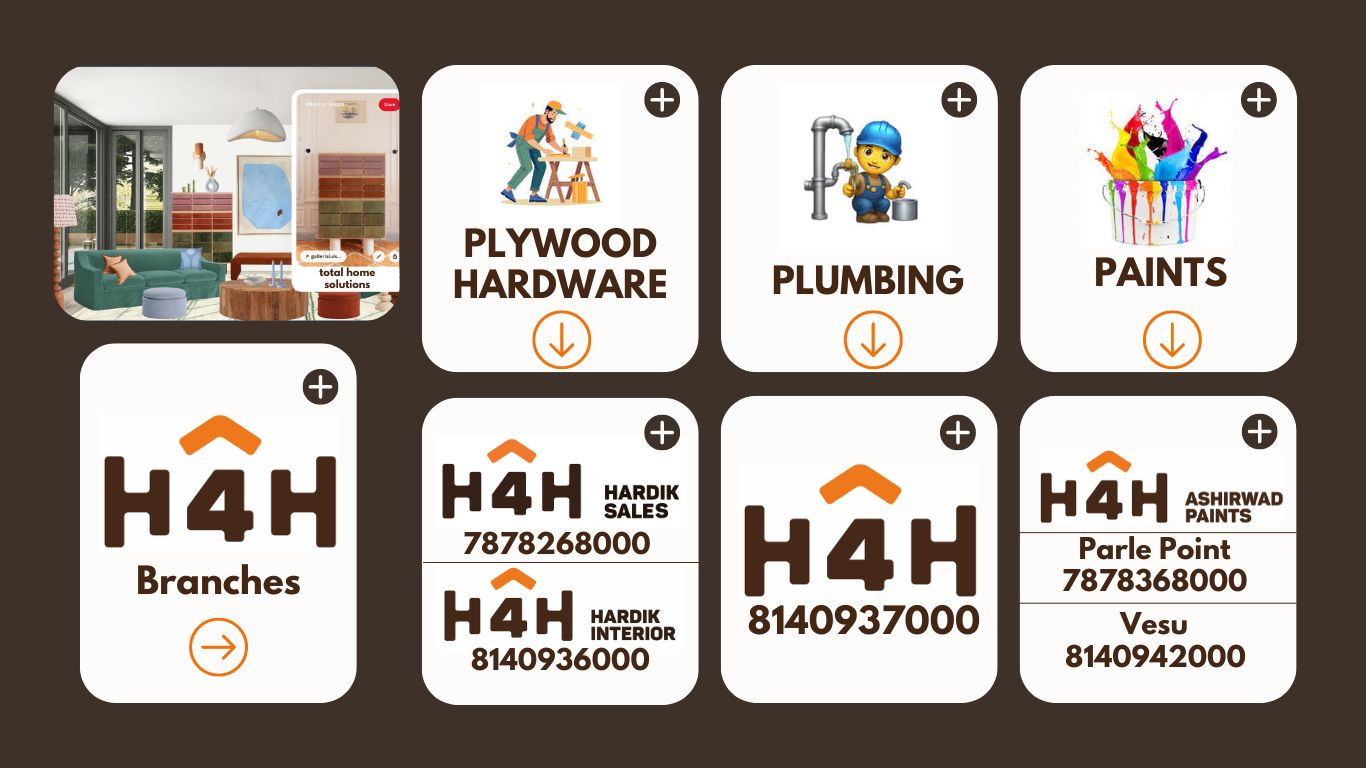 interior inspo
Save
total home
solutions
PLYWOOD
HARDWARE
PLUMBING
PAINTS
H4H
Branches
H4H HARDIK
SALES
7878268000
H4H HARDIK
INTERIOR
8140936000
H4H
8140937000
H4H ASHIRWAD
PAINTS
Parle Point
7878368000
Vesu
8140942000